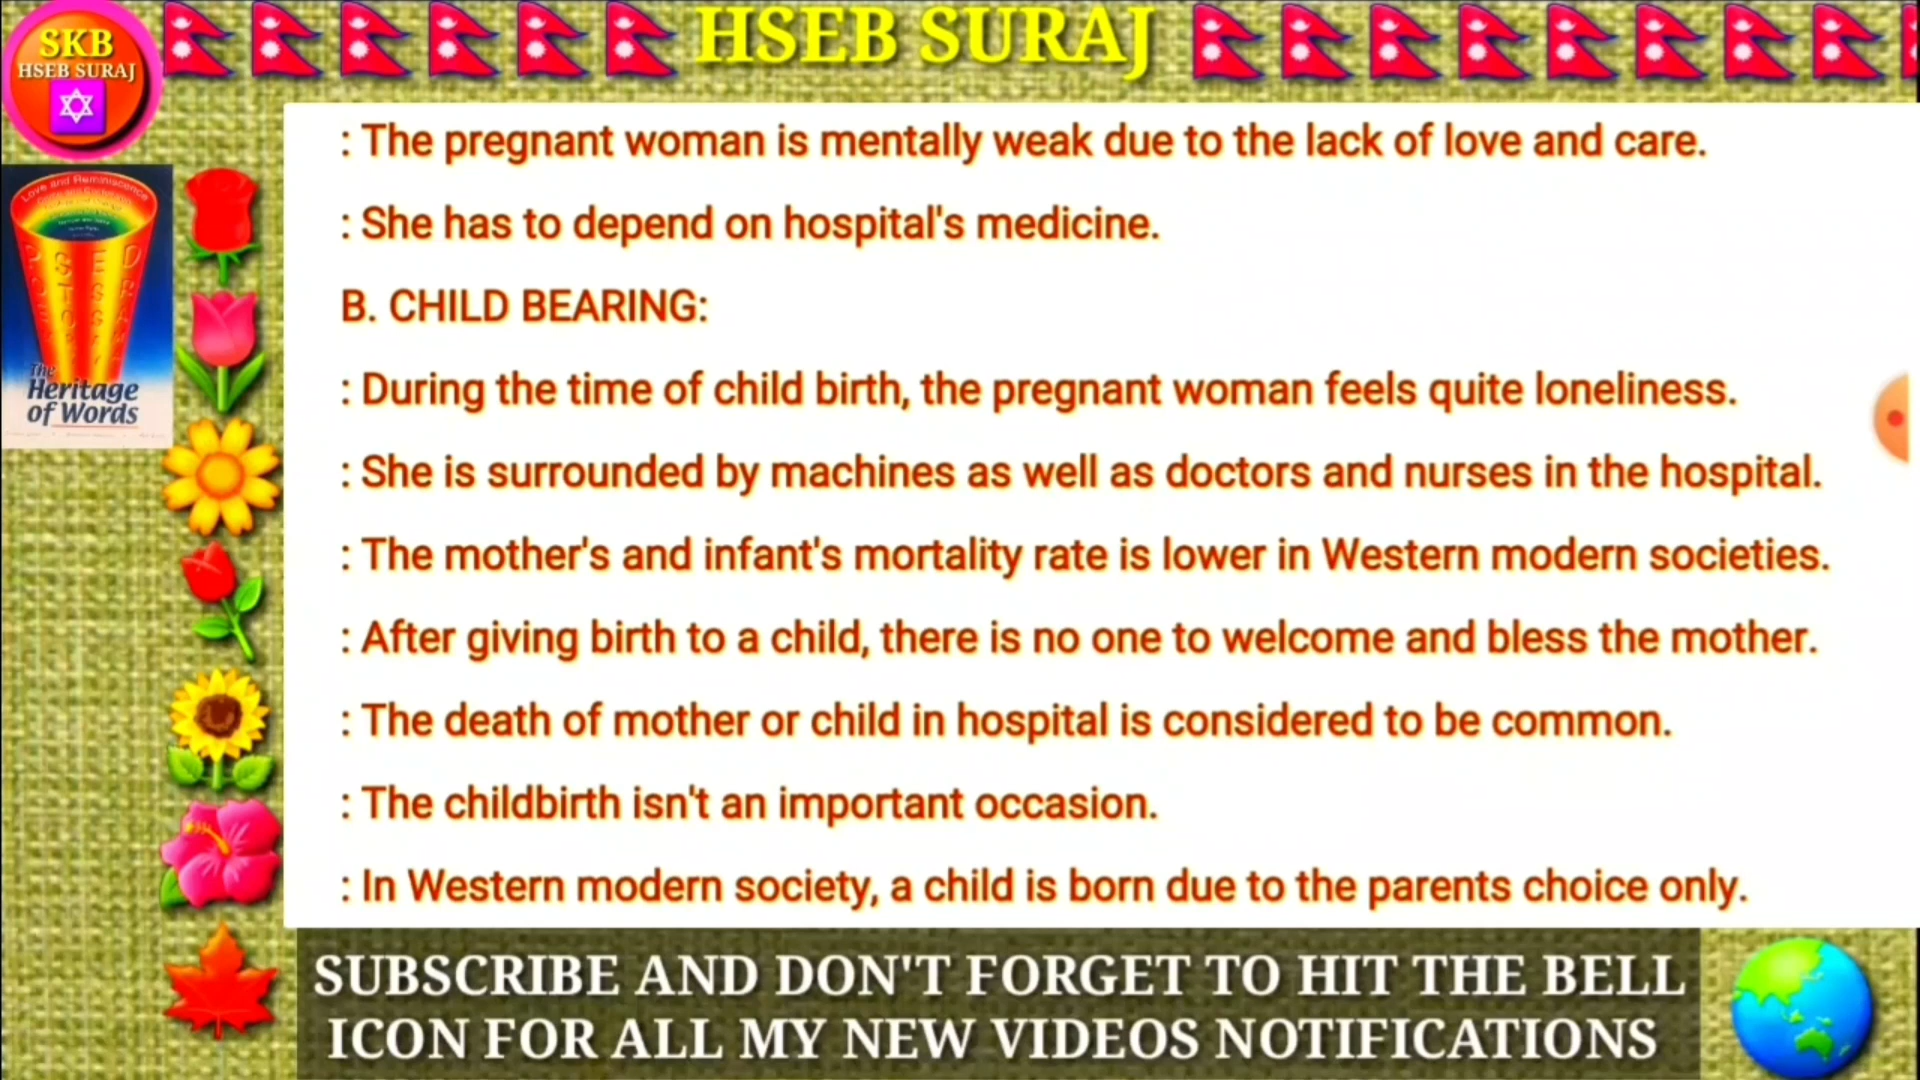 SKB
HSEB SURAJ
HSEB SURAJ
Love and Reminiscence
The
Heritage
of Words
: The pregnant woman is mentally weak due to the lack of love and care.
: She has to depend on hospital's medicine.
B. CHILD BEARING:
: During the time of child birth, the pregnant woman feels quite loneliness.
: She is surrounded by machines as well as doctors and nurses in the hospital.
: The mother's and infant's mortality rate is lower in Western modern societies.
: After giving birth to a child, there is no one to welcome and bless the mother.
: The death of mother or child in hospital is considered to be common.
: The childbirth isn't an important occasion.
: In Western modern society, a child is born due to the parents choice only.
SUBSCRIBE AND DON'T FORGET TO HIT THE BELL
ICON FOR ALL MY NEW VIDEOS NOTIFICATIONS